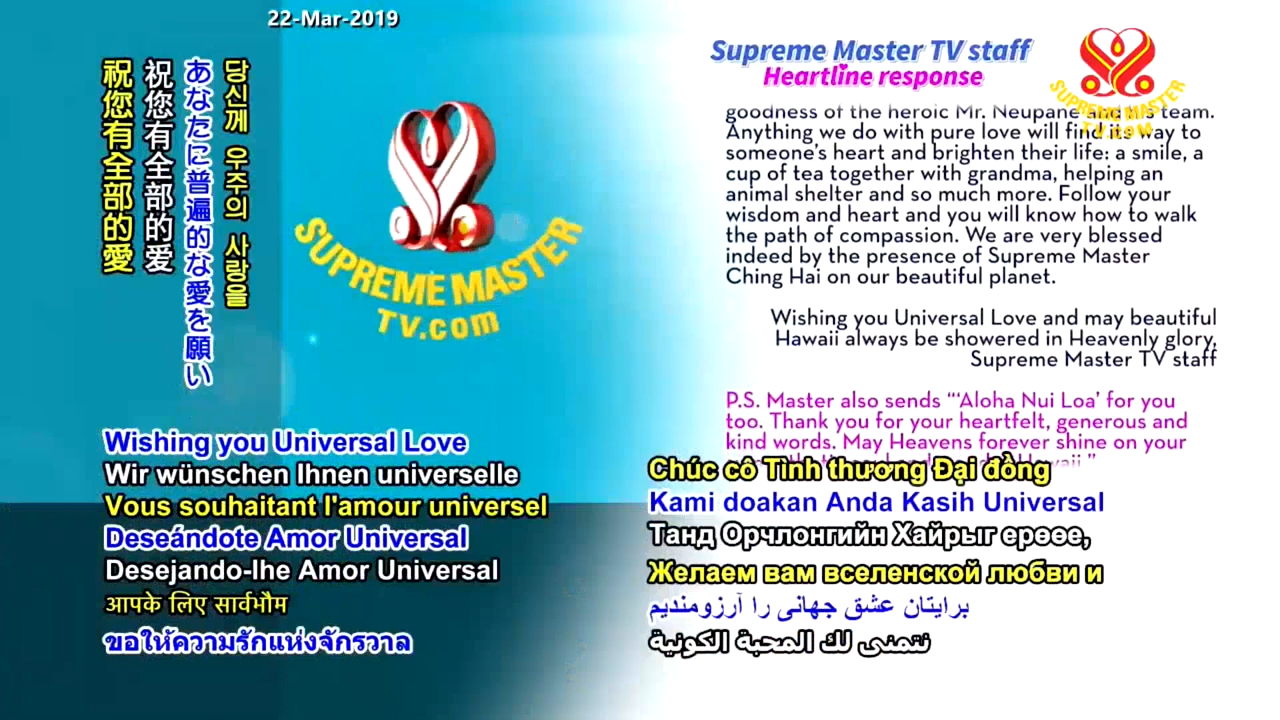 22-Mar-2019
Supreme Master TV staff
Heartline response
SUPREME MASTER
TV.COM
goodness of the heroic Mr. Neupane and his team.
Anything we do with pure love will find its way to
someone's heart and brighten their life: a smile, a
cup of tea together with grandma, helping an
animal shelter and so much more. Follow your
wisdom and heart and you will know how to walk
the path of compassion. We are very blessed
indeed by the presence of Supreme Master
Ching Hai on our beautiful planet.
Wishing you Universal Love and may beautiful
Hawaii always be showered in Heavenly glory,
Supreme Master TV staff
P.S. Master also sends “‘Aloha Nui Loa’ for you
too. Thank you for your heartfelt, generous and
kind words. May Heavens forever shine on your
Hawaii.”
당신께 우주의 사랑을
あなたに普遍的な愛を願い
祝您有全部的爱
祝您有全部的愛
SUPREME MASTER
TV.com
Wishing you Universal Love
Wir wünschen Ihnen universelle
Vous souhaitant l'amour universel
Deseándote Amor Universal
Desejando-lhe Amor Universal
आपके लिए सार्वभौम
ขอให้ความรักแห่งจักรวาล
Chúc cô Tình thương Đại đồng
Kami doakan Anda Kasih Universal
Танд Орчлонгийн Хайрыг ерөөе,
Желаем вам вселенской любви и
برایتان عشق جهانی را آرزومندیم
نتمنى لك المحبة الكونية